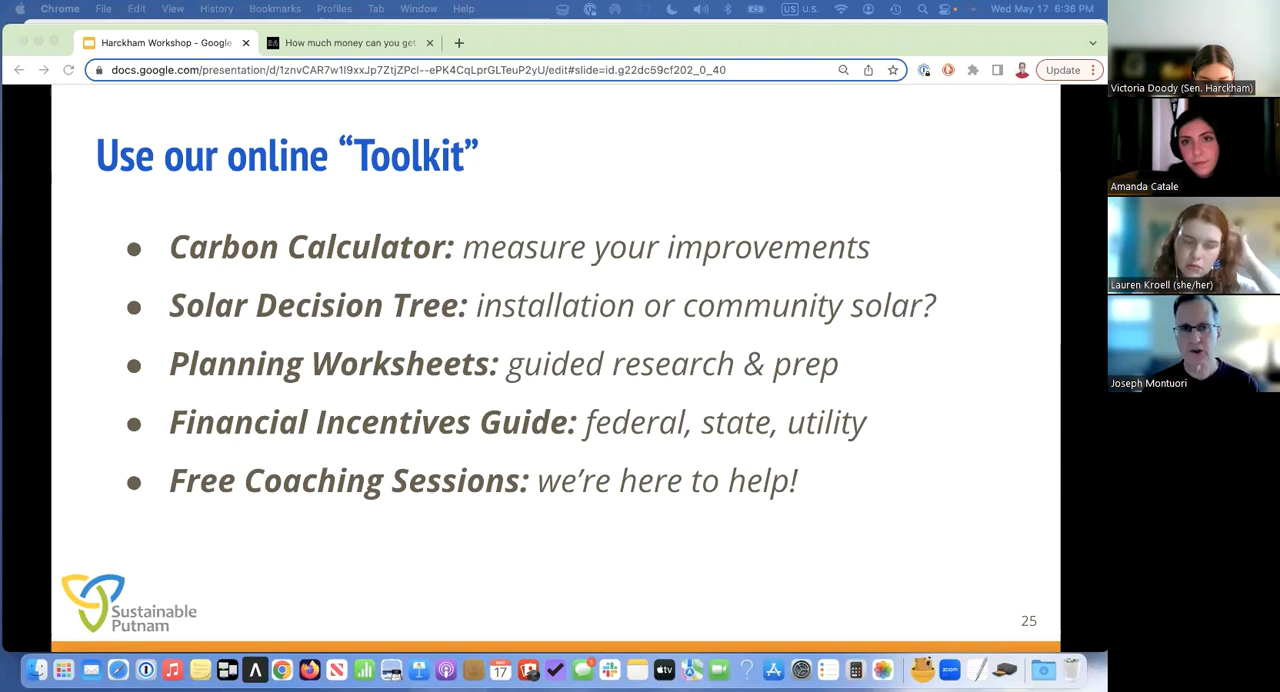 Chrome File Edit View History Bookmarks Profiles Tab Window Help
U.S. Wed May 17 6:36 PM
Harckham Workshop - Google
How much money can you get
docs.google.com/presentation/d/1znvCAR7w1I9xxJp7ZtjZPcl--ePK4CqLprGLTeuP2yU/edit#slide=id.g22dc59cf202_0_40
Update
Use our online “Toolkit”
● Carbon Calculator: measure your improvements
● Solar Decision Tree: installation or community solar?
● Planning Worksheets: guided research & prep
● Financial Incentives Guide: federal, state, utility
● Free Coaching Sessions: we’re here to help!
Sustainable
Putnam
25
Victoria Doody (Sen. Harckham)
Amanda Catale
Lauren Kroell (she/her)
Joseph Montuori
17
zoom